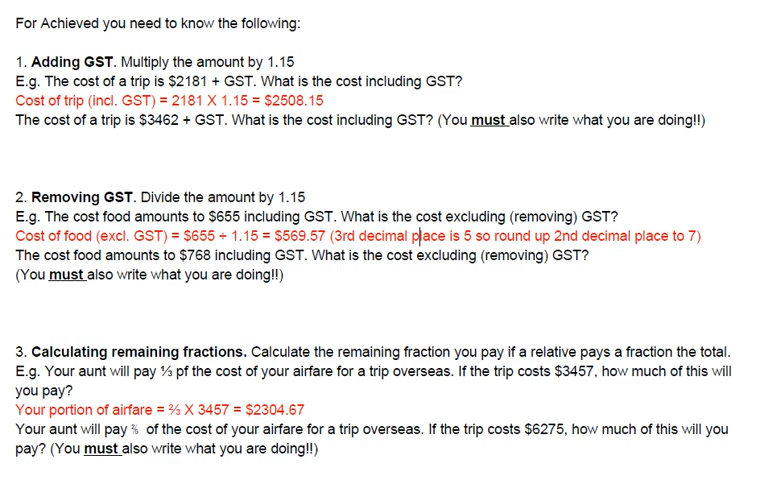 For Achieved you need to know the following:
1. Adding GST. Multiply the amount by 1.15
E.g. The cost of a trip is $2181 + GST. What is the cost including GST?
Cost of trip (incl. GST) = 2181 X 1.15 = $2508.15
The cost of a trip is $3462 + GST. What is the cost including GST? (You must also write what you are doing!!)
2. Removing GST. Divide the amount by 1.15
E.g. The cost food amounts to $655 including GST. What is the cost excluding (removing) GST?
Cost of food (excl. GST) = $655 ÷ 1.15 = $569.57 (3rd decimal place is 5 so round up 2nd decimal place to 7)
The cost food amounts to $768 including GST. What is the cost excluding (removing) GST?
(You must also write what you are doing!!)
3. Calculating remaining fractions. Calculate the remaining fraction you pay if a relative pays a fraction the total.
E.g. Your aunt will pay ⅓ pf the cost of your airfare for a trip overseas. If the trip costs $3457, how much of this will
you pay?
Your portion of airfare = ⅔ X 3457 = $2304.67
Your aunt will pay of the cost of your airfare for a trip overseas. If the trip costs $6275, how much of this will you
pay? (You must also write what you are doing!!)